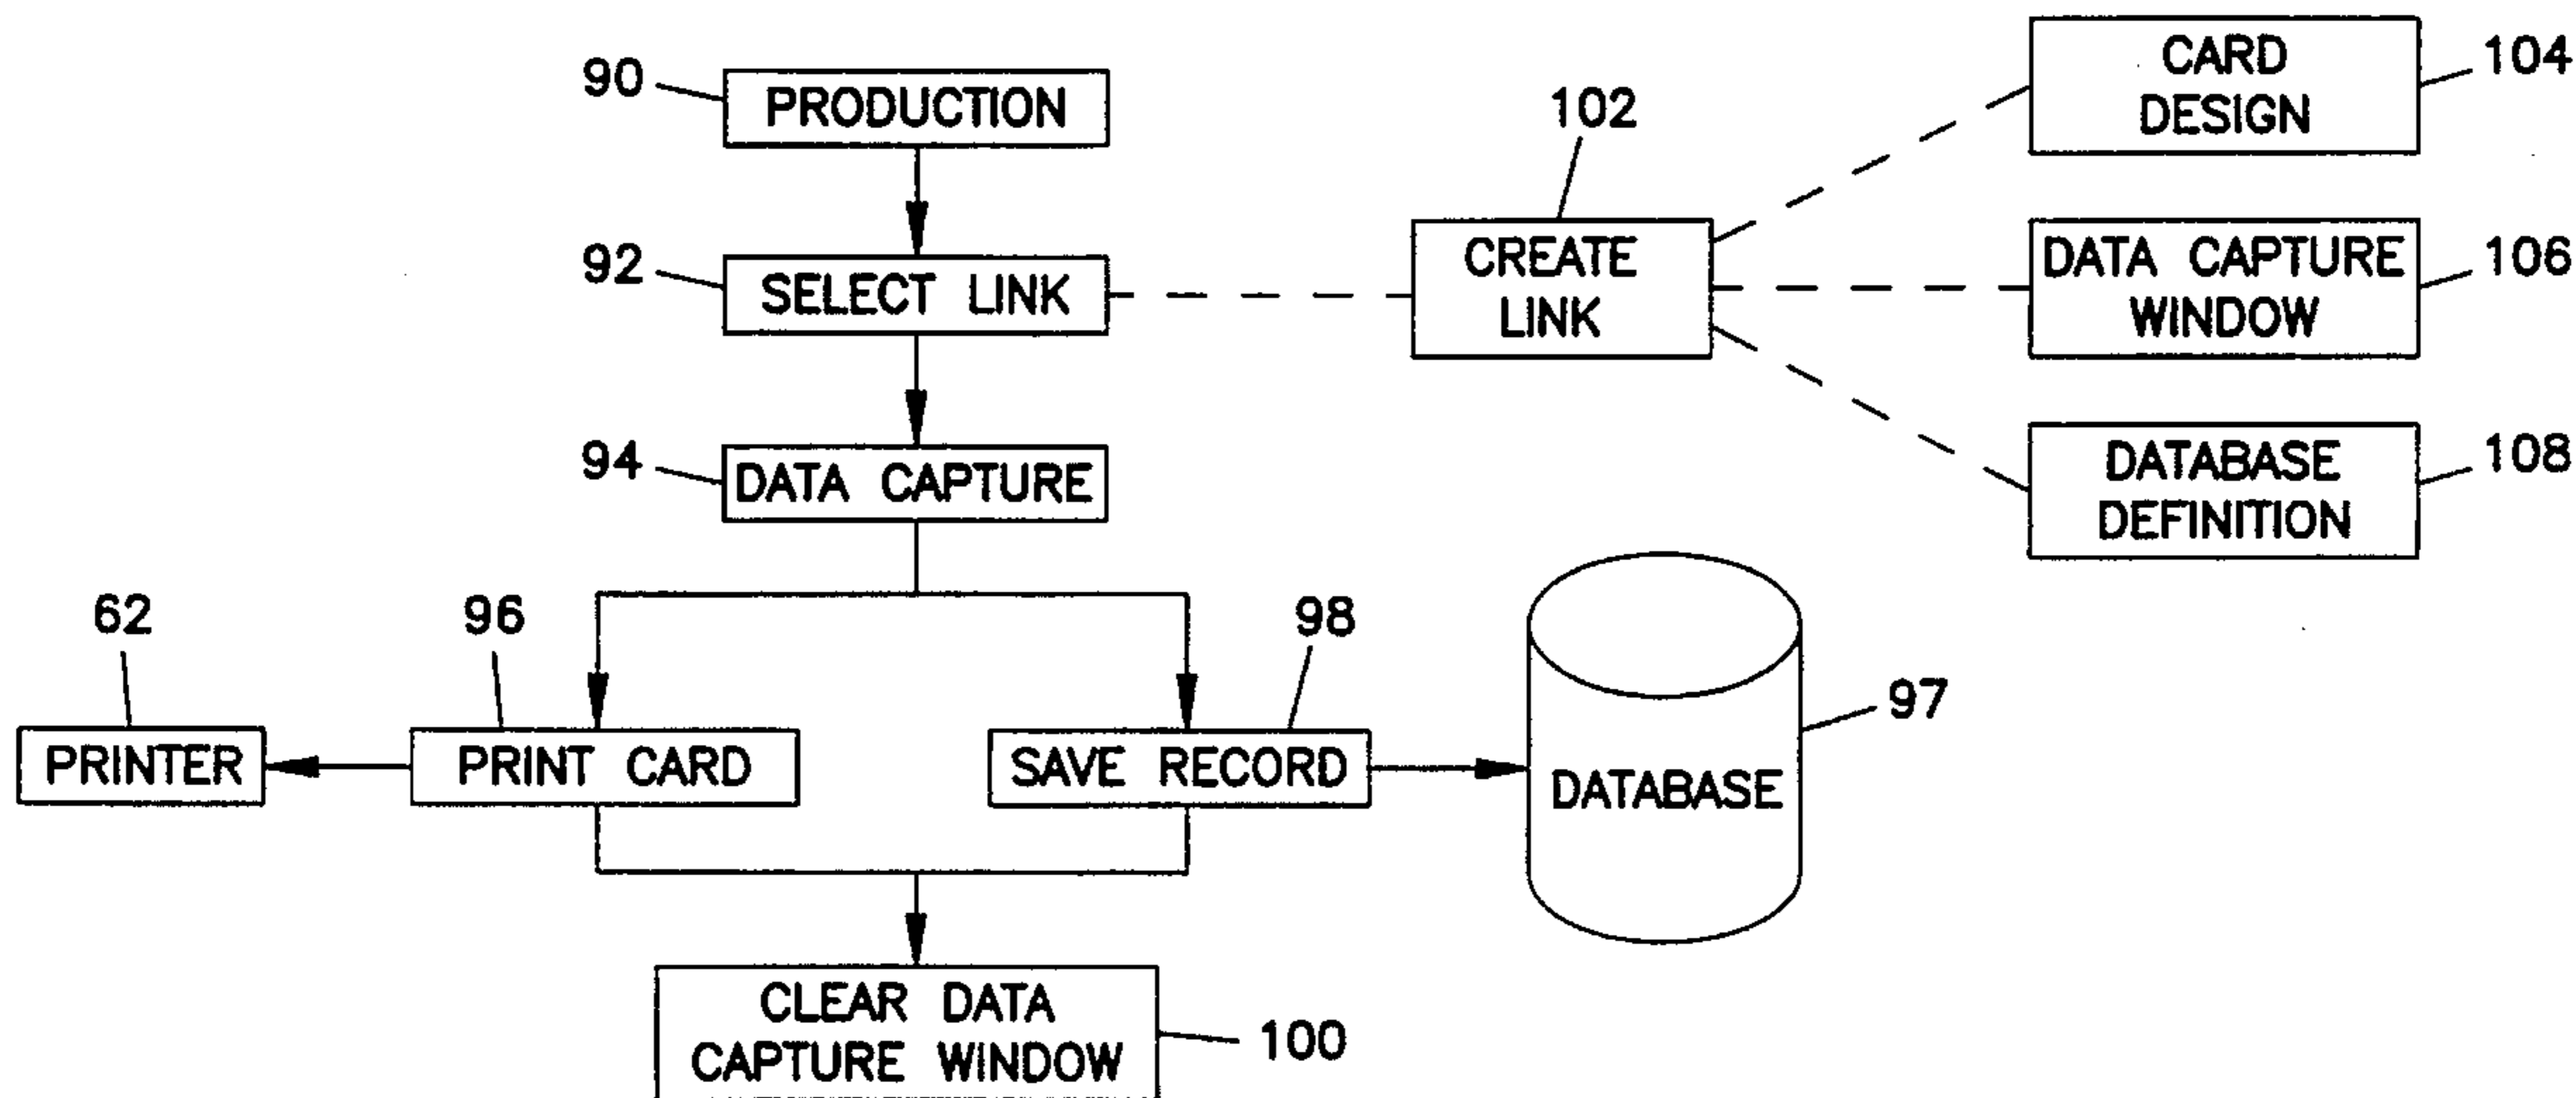 90
PRODUCTION
92
SELECT LINK
94
DATA CAPTURE
102
CREATE
LINK
CARD
DESIGN
104
DATA CAPTURE
WINDOW
106
DATABASE
DEFINITION
108
62
PRINTER
96
PRINT CARD
98
SAVE RECORD
DATABASE
97
CLEAR DATA
CAPTURE WINDOW
100